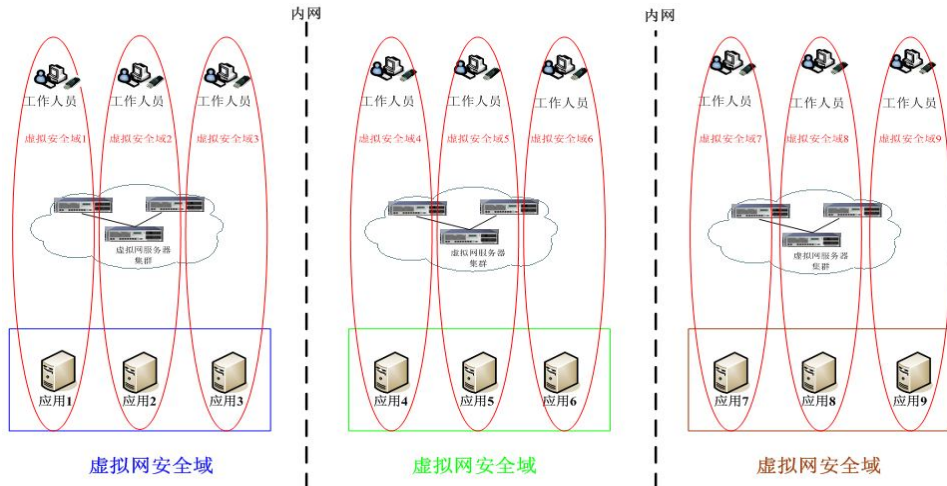 内网
内网
工作人员
工作人员
工作人员
虚拟安全域1
虚拟安全域2
虚拟安全域3
虚拟网服务器
集群
应用1
应用2
应用3
虚拟网安全域
工作人员
工作人员
工作人员
虚拟安全域4
虚拟安全域5
虚拟安全域6
虚拟网服务器
集群
应用4
应用5
应用6
虚拟网安全域
工作人员
工作人员
工作人员
虚拟安全域7
虚拟安全域8
虚拟安全域9
虚拟网服务器
集群
应用7
应用8
应用9
虚拟网安全域